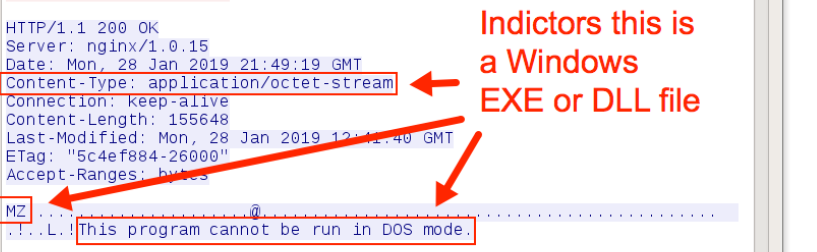 HTTP/1.1 200 OK
Server: nginx/1.0.15
Date: Mon, 28 Jan 2019 21:49:19 GMT
Content-Type: application/octet-stream
Connection: keep-alive
Content-Length: 155648
Last-Modified: Mon, 28 Jan 2019 12:41:40 GMT
ETag: "5c4ef884-26000"
Accept-Ranges: bytes
MZ......................@..............................................
.!..L.!This program cannot be run in DOS mode.
Indictors this is
a Windows
EXE or DLL file